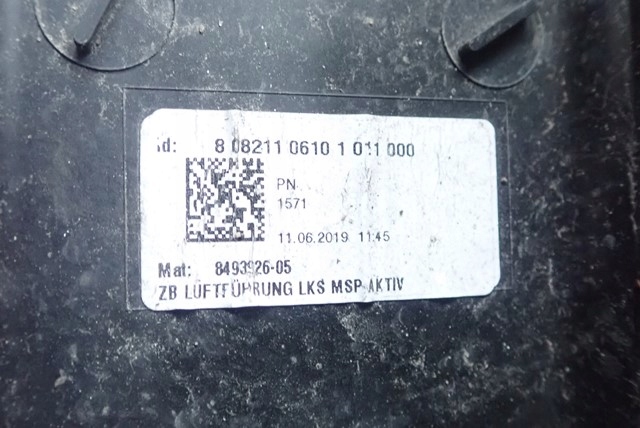 Id: 8 08211 0610 1 011 000
PN
1571
11.06.2019 11:45
Mat: 8493926-05
ZB LUFTFÜHRUNG LKS MSP AKTIV